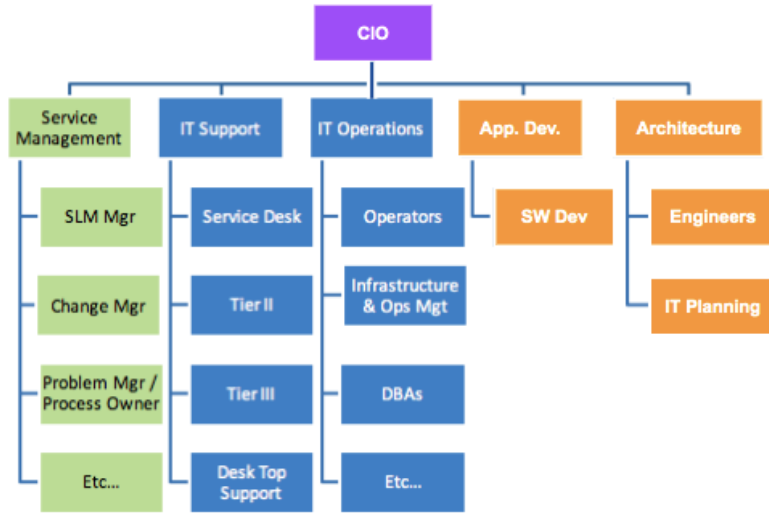 CIO
Service
Management
IT Support
IT Operations
App. Dev.
Architecture
SLM Mgr
Service Desk
Operators
SW Dev
Engineers
Change Mgr
Tier II
Infrastructure
& Ops Mgt
IT Planning
Problem Mgr /
Process Owner
Tier III
DBAs
Etc...
Desk Top
Support
Etc...